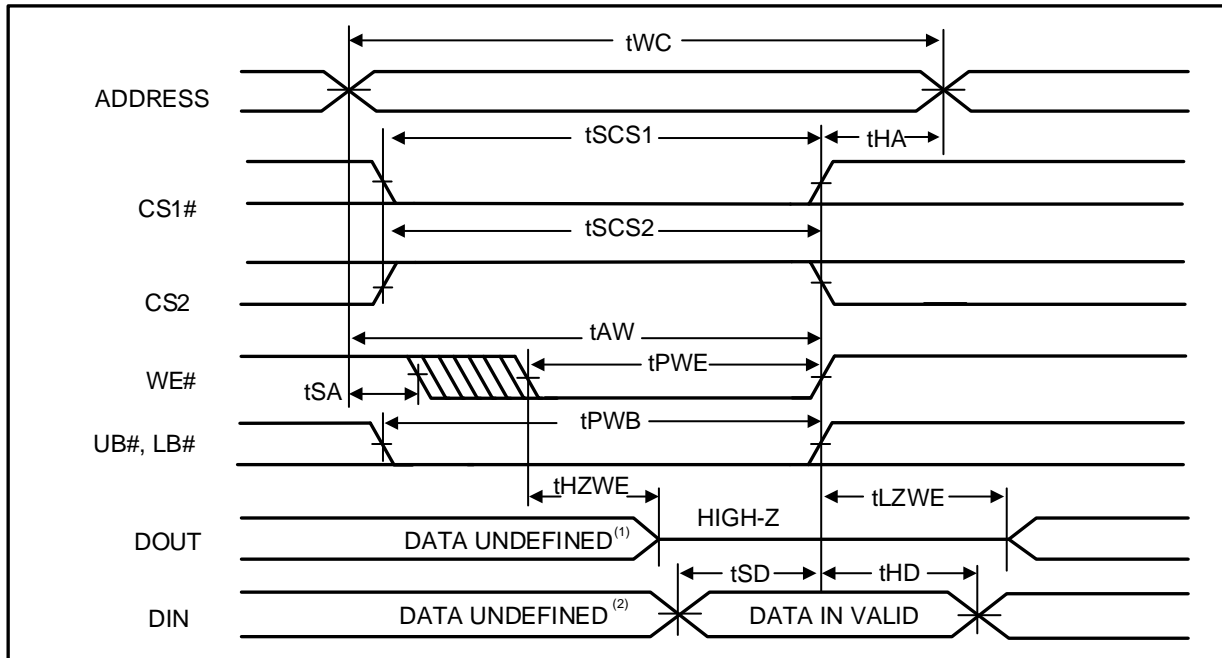 tWC
ADDRESS
tSCS1
tHA
CS1#
tSCS2
CS2
tAW
WE#
tPWE
tSA
tPWB
UB#, LB#
tHZWE
tLZWE
HIGH-Z
DOUT
DATA UNDEFINED(1)
tSD
tHD
DIN
DATA UNDEFINED (2)
DATA IN VALID